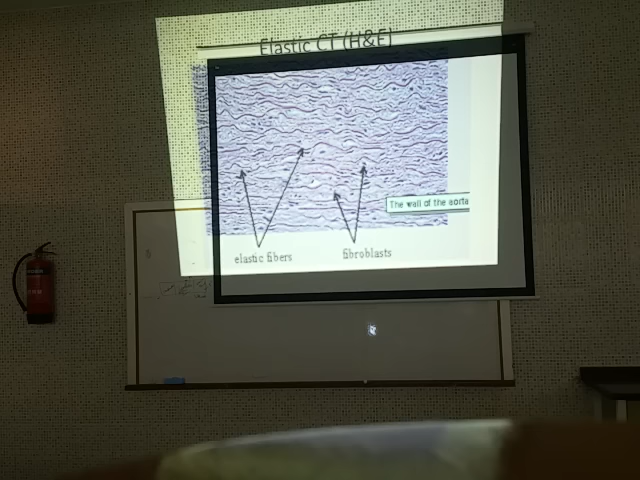 Elastic CT (H&E)
The wall of the aorta
elastic fibers
fibroblasts